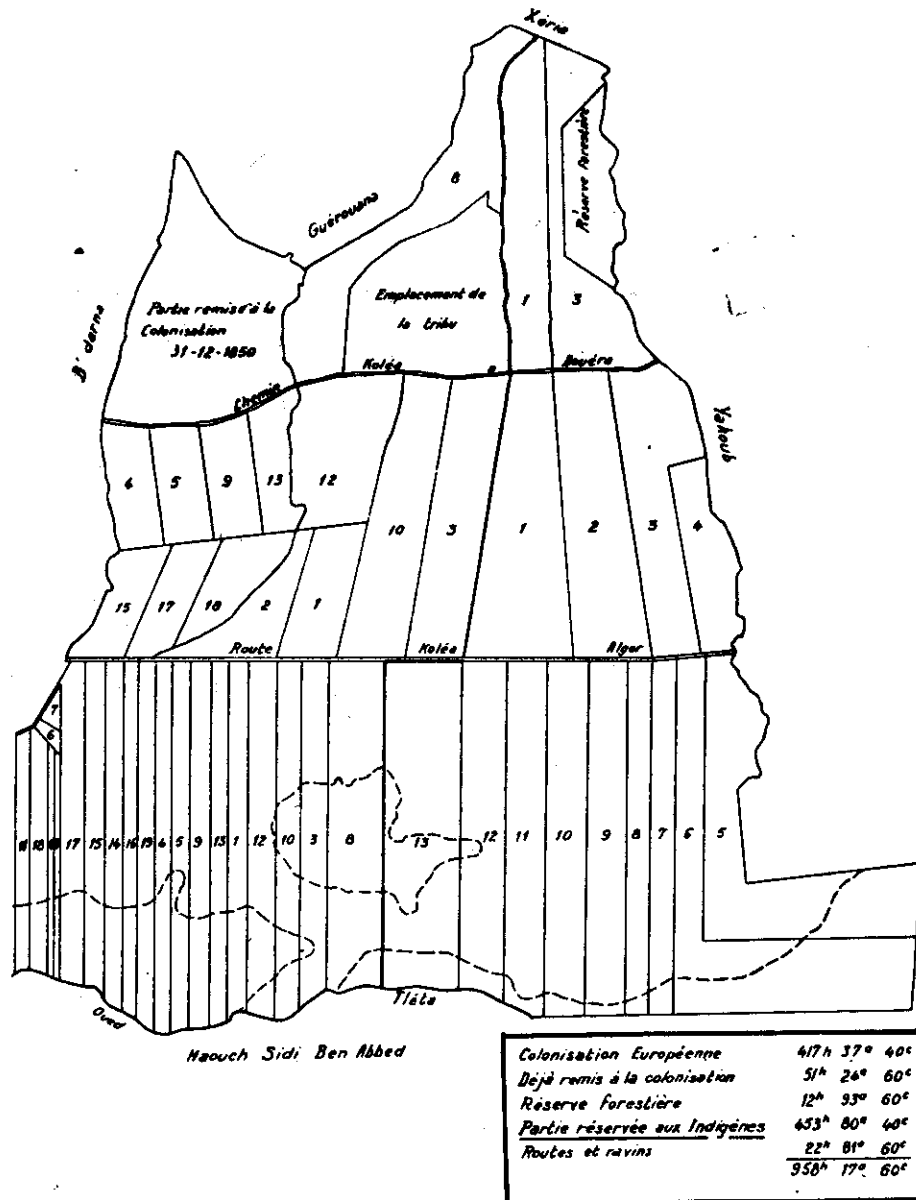 Xaria
8
Réserve forestière
Guérouana
B' darna
Partie remise à la
Colonisation
31-12-1850
Emplacement de
la tribu
1
3
Chemin
Koléa
a
Douéra
Yakoub
4
5
9
13
12
10
3
1
2
3
4
15
17
18
2
1
Route
Koléa
Alger
7
6
18
17
15
14
16
19
4
5
9
13
1
12
10
3
8
13
12
11
10
9
8
7
6
5
Oued
Tléta
Haouch Sidi Ben Abbed
Colonisation Européenne 417h 37a 40c
Déjà remis à la colonisation 51h 24a 60c
Réserve forestière 12h 93a 60c
Partie réservée aux Indigènes 453h 80a 40c
Routes et ravins 22h 81a 60c
958h 17a 60c